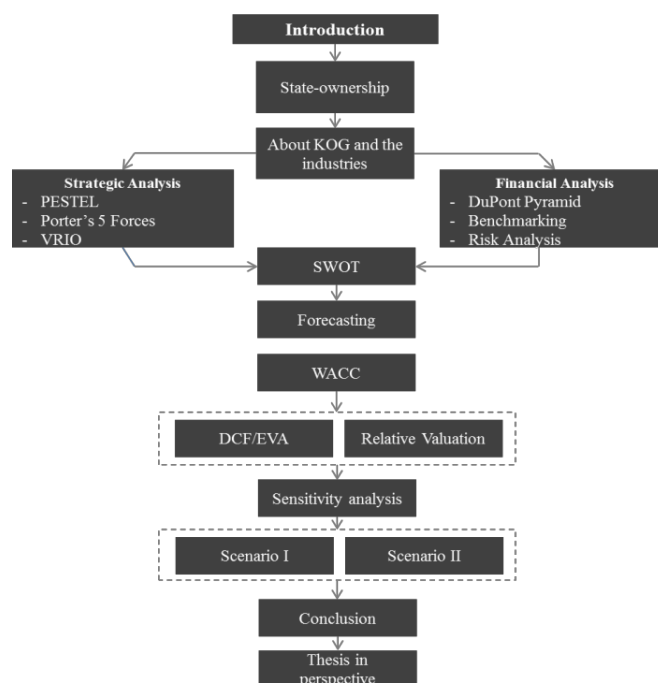 Introduction
State-ownership
About KOG and the
industries
Strategic Analysis
- PESTEL
- Porter's 5 Forces
- VRIO
Financial Analysis
- DuPont Pyramid
- Benchmarking
- Risk Analysis
SWOT
Forecasting
WACC
DCF/EVA
Relative Valuation
Sensitivity analysis
Scenario I
Scenario II
Conclusion
Thesis in
perspective